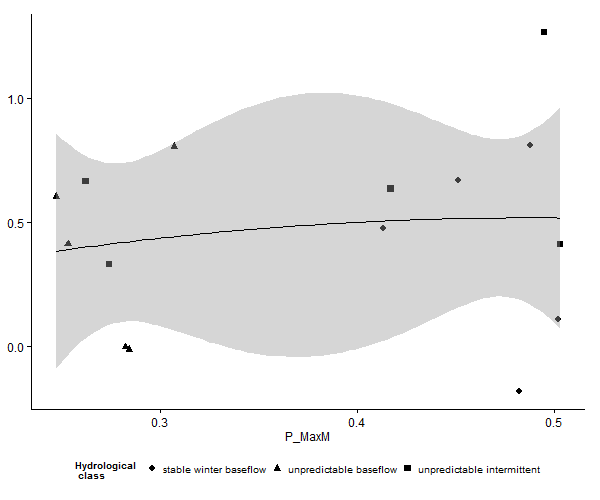 1.0
0.5
0.0
0.3 0.4 0.5
P_MaxM
Hydrological
class
stable winter baseflow unpredictable baseflow unpredictable intermittent